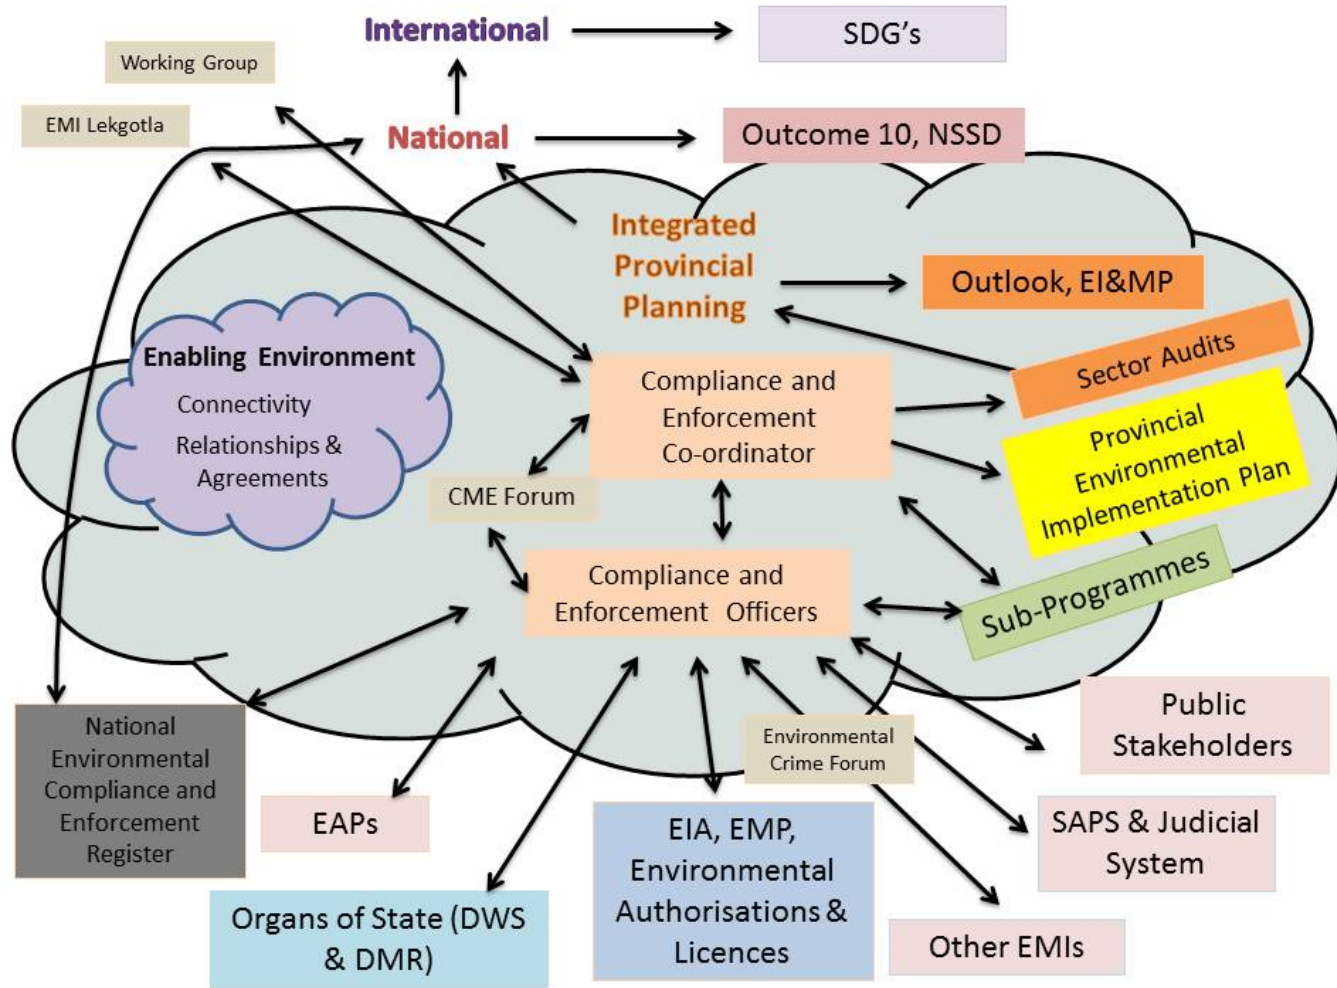 International
SDG's
Working Group
EMI Lekgotla
National
Outcome 10, NSSD
Integrated
Provincial
Planning
Outlook, EI&MP
Sector Audits
Enabling Environment
Connectivity
Relationships &
Agreements
Compliance and
Enforcement
Co-ordinator
Provincial
Environmental
Implementation Plan
CME Forum
Compliance and
Enforcement Officers
Sub-Programmes
National
Environmental
Compliance and
Enforcement
Register
EAPs
Organs of State (DWS
& DMR)
EIA, EMP,
Environmental
Authorisations &
Licences
Environmental
Crime Forum
Public
Stakeholders
SAPS & Judicial
System
Other EMIs